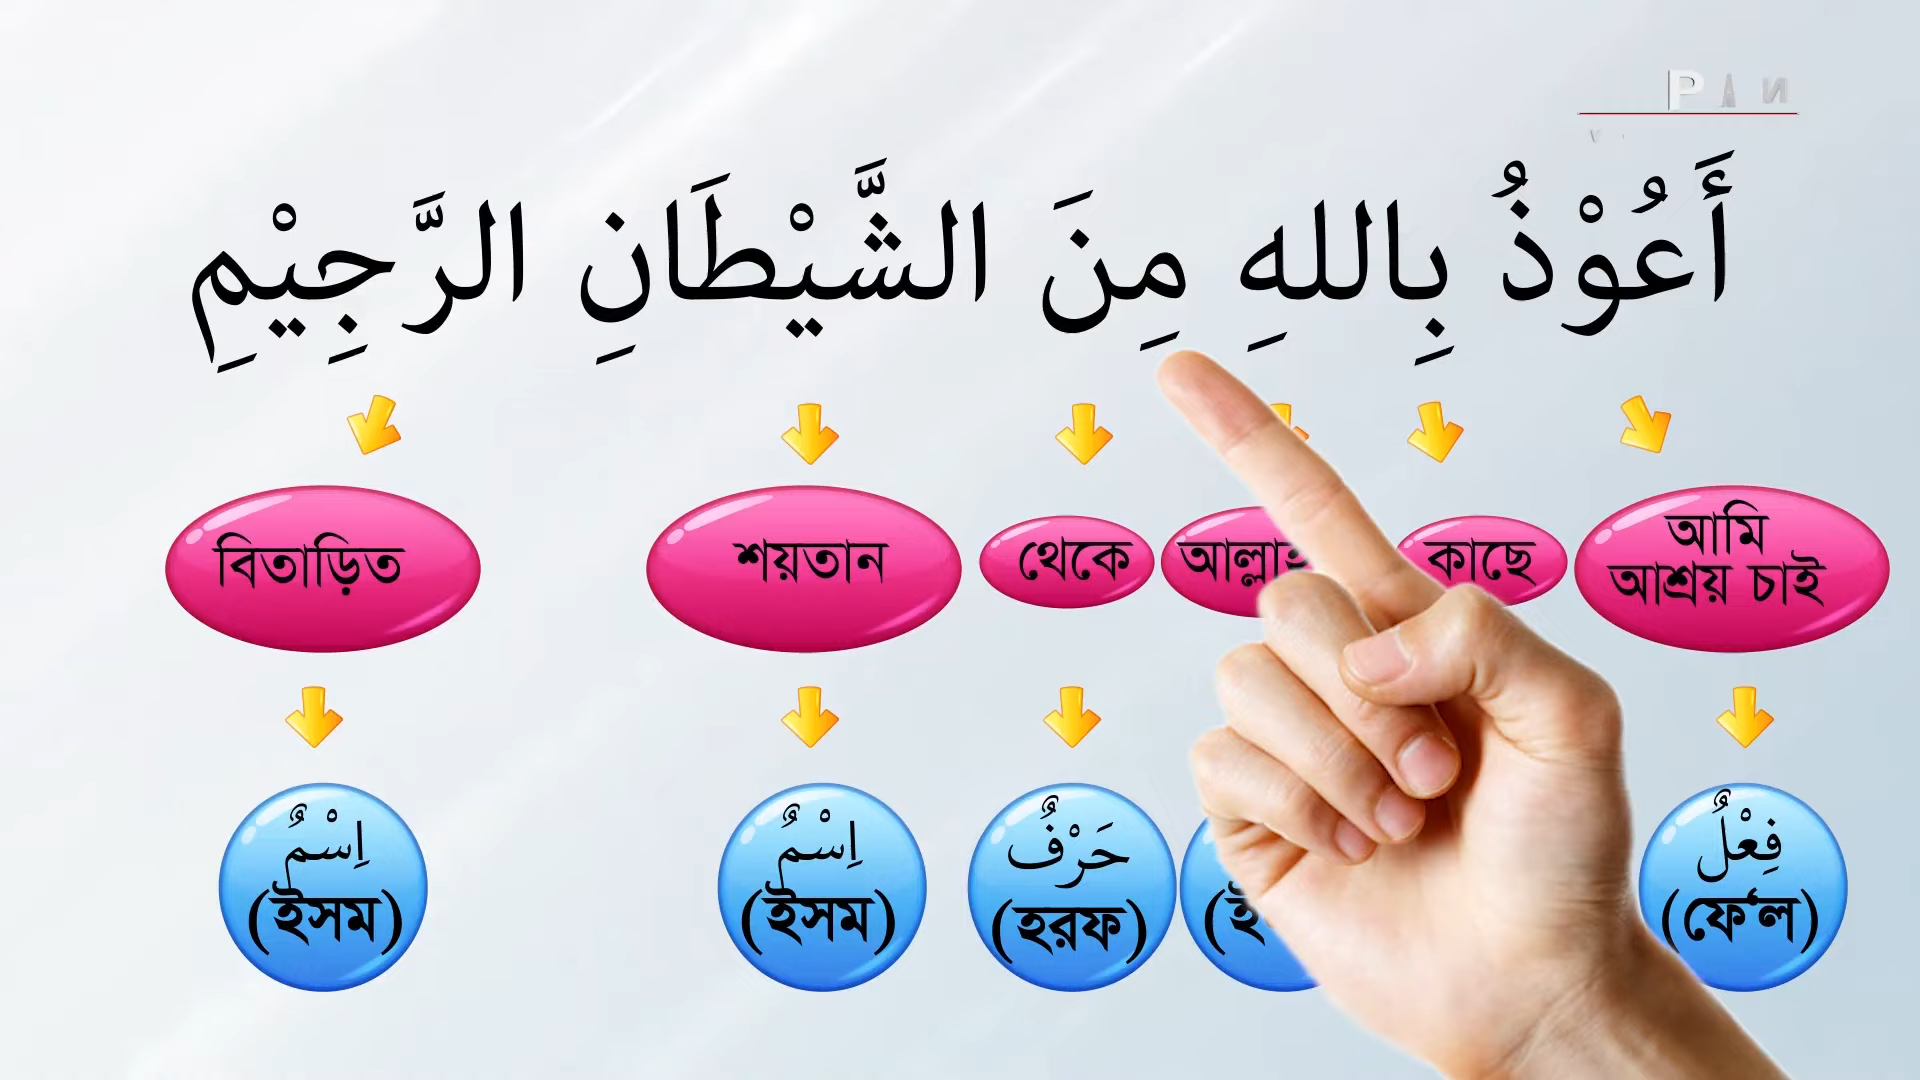 أَعُوْذُ بِاللهِ مِنَ الشَّيْطَانِ الرَّجِيْمِ
আমি
আশ্রয় চাই
কাছে
থেকে
শয়তান
বিতাড়িত
فِعْلٌ
(ফে‘ল)
حَرْفٌ
(হরফ)
اِسْمٌ
(ইসম)
اِسْمٌ
(ইসম)